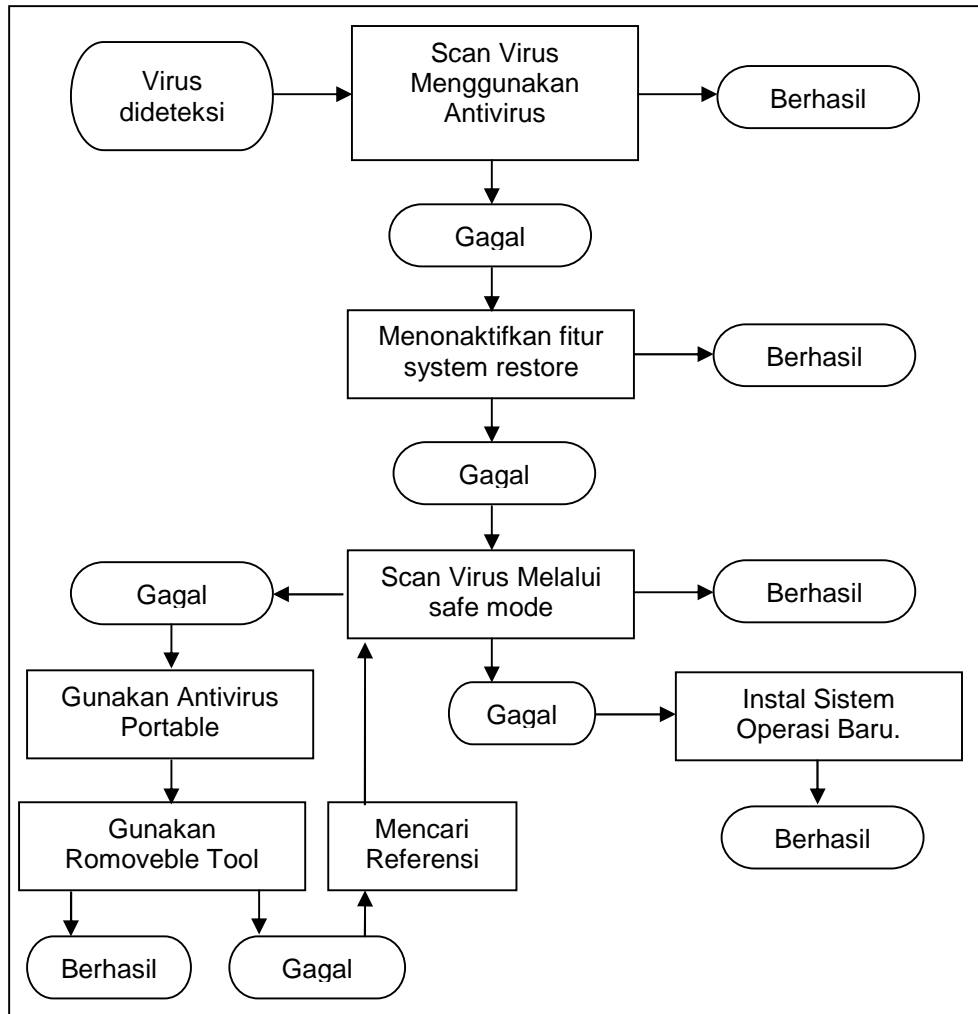 Virus
dideteksi
Scan Virus
Menggunakan
Antivirus
Berhasil
Gagal
Menonaktifkan fitur
system restore
Berhasil
Gagal
Gagal
Scan Virus Melalui
safe mode
Berhasil
Gunakan Antivirus
Portable
Gagal
Instal Sistem
Operasi Baru.
Gunakan
Romoveble Tool
Mencari
Referensi
Berhasil
Berhasil
Gagal